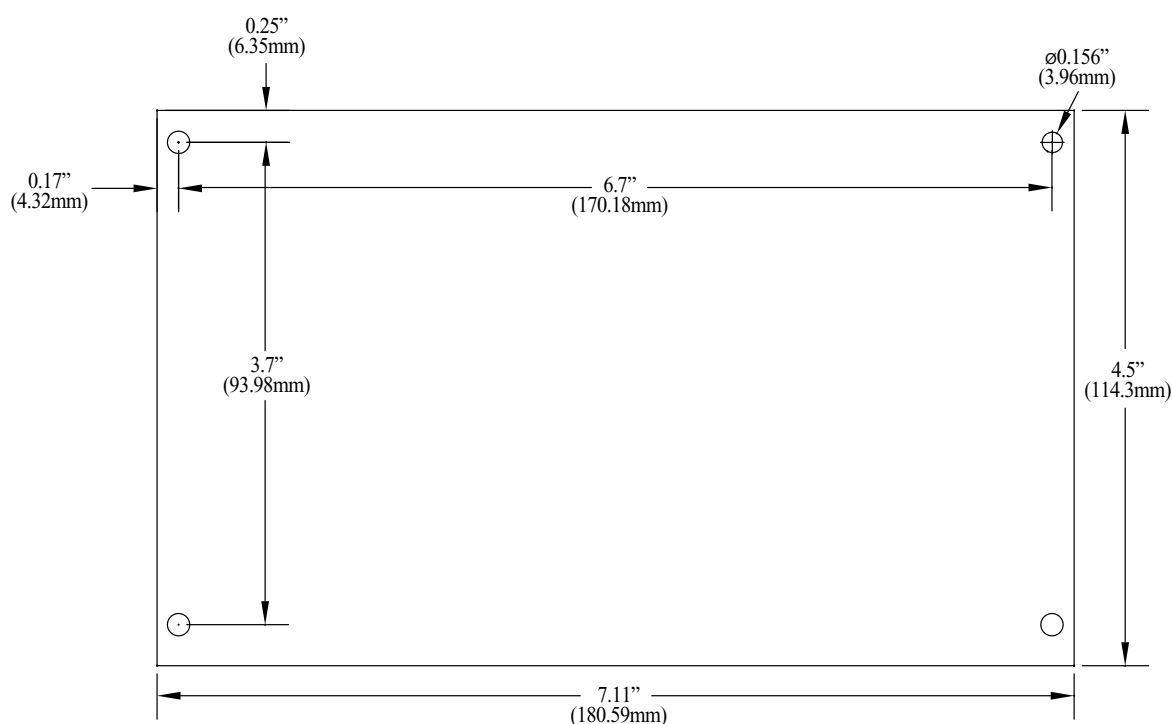 0.25”
(6.35mm)
ø0.156”
(3.96mm)
0.17”
(4.32mm)
6.7”
(170.18mm)
3.7”
(93.98mm)
4.5”
(114.3mm)
7.11”
(180.59mm)